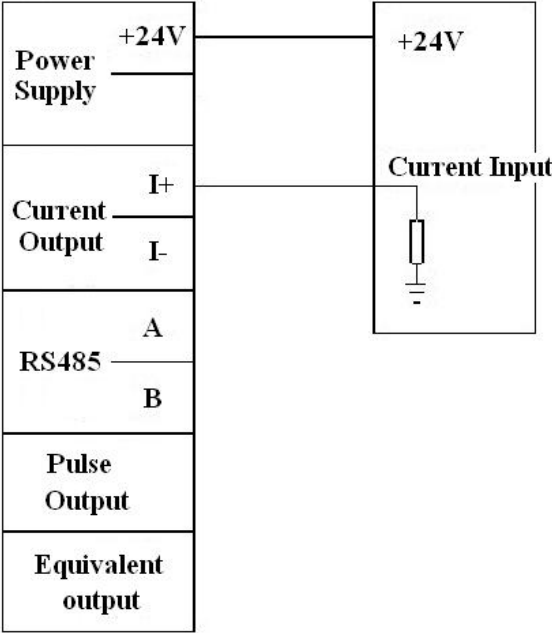 +24V
Power
Supply
I+
Current
Output
I-
A
RS485
B
Pulse
Output
Equivalent
output
+24V
Current Input